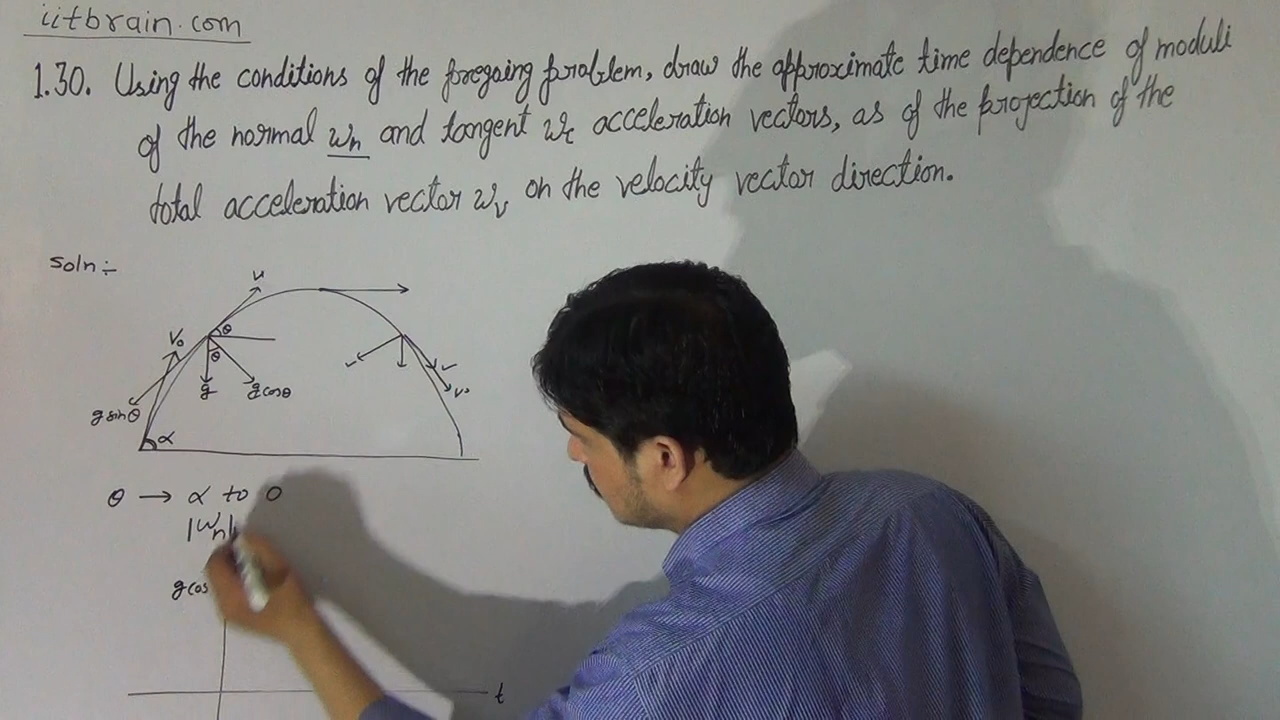 iitbrain.com
1.30. Using the conditions of the foregoing problem, draw the approximate time dependence of moduli
of the normal wn and tangent wτ acceleration vectors, as of the projection of the
total acceleration vector wv on the velocity vector direction.
Soln:-
u
V₀
θ
θ
g
g cosθ
g sinθ
α
v
θ → α to 0
|Wn|
g cos
t